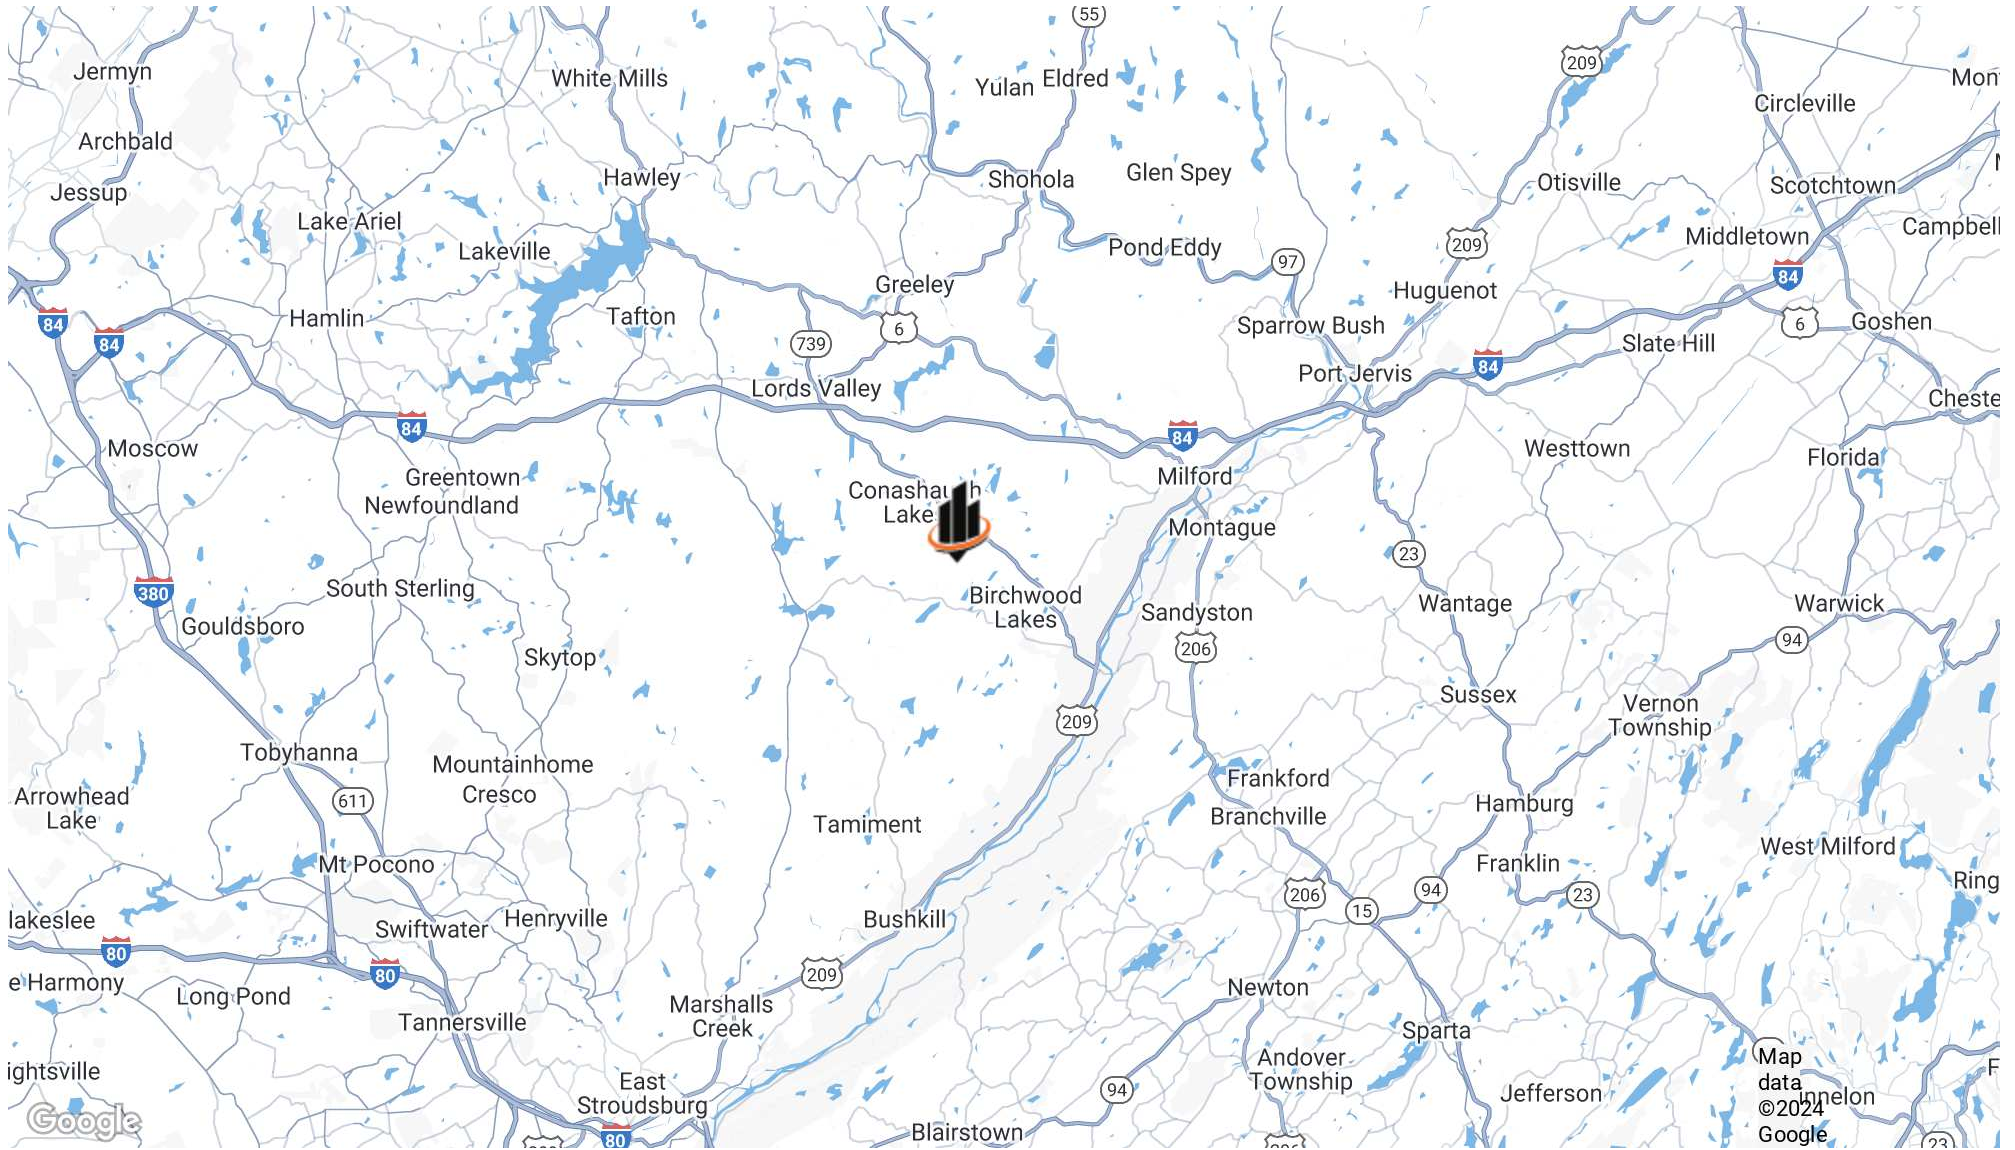 55
209
Jermyn
White Mills
Yulan
Eldred
Circleville
Mon
Archbald
Jessup
Hawley
Shohola
Glen Spey
Otisville
Scotchtown
Lake Ariel
Lakeville
Pond Eddy
97
209
Middletown
Campbell
84
Greeley
Huguenot
Hamlin
Tafton
6
Sparrow Bush
6
Goshen
84
84
739
Slate Hill
84
Lords Valley
Port Jervis
Cheste
84
84
Moscow
Westtown
Florida
Greentown
Newfoundland
Milford
Conashaugh
Lake
Montague
23
380
South Sterling
Birchwood
Lakes
Sandyston
Wantage
Warwick
Gouldsboro
94
Skytop
206
Sussex
Vernon
Township
209
Tobyhanna
Mountainhome
Cresco
Frankford
Arrowhead
Lake
611
Branchville
Hamburg
Tamiment
West Milford
Mt Pocono
Franklin
Ring
206
94
23
15
lakeslee
Swiftwater
Henryville
Bushkill
80
80
209
e Harmony
Long Pond
Newton
Marshalls
Creek
Tannersville
Sparta
ightsville
Andover
Township
East
Stroudsburg
94
Jefferson
innelon
F
Google
80
Blairstown
23
Map
data
©2024
Google